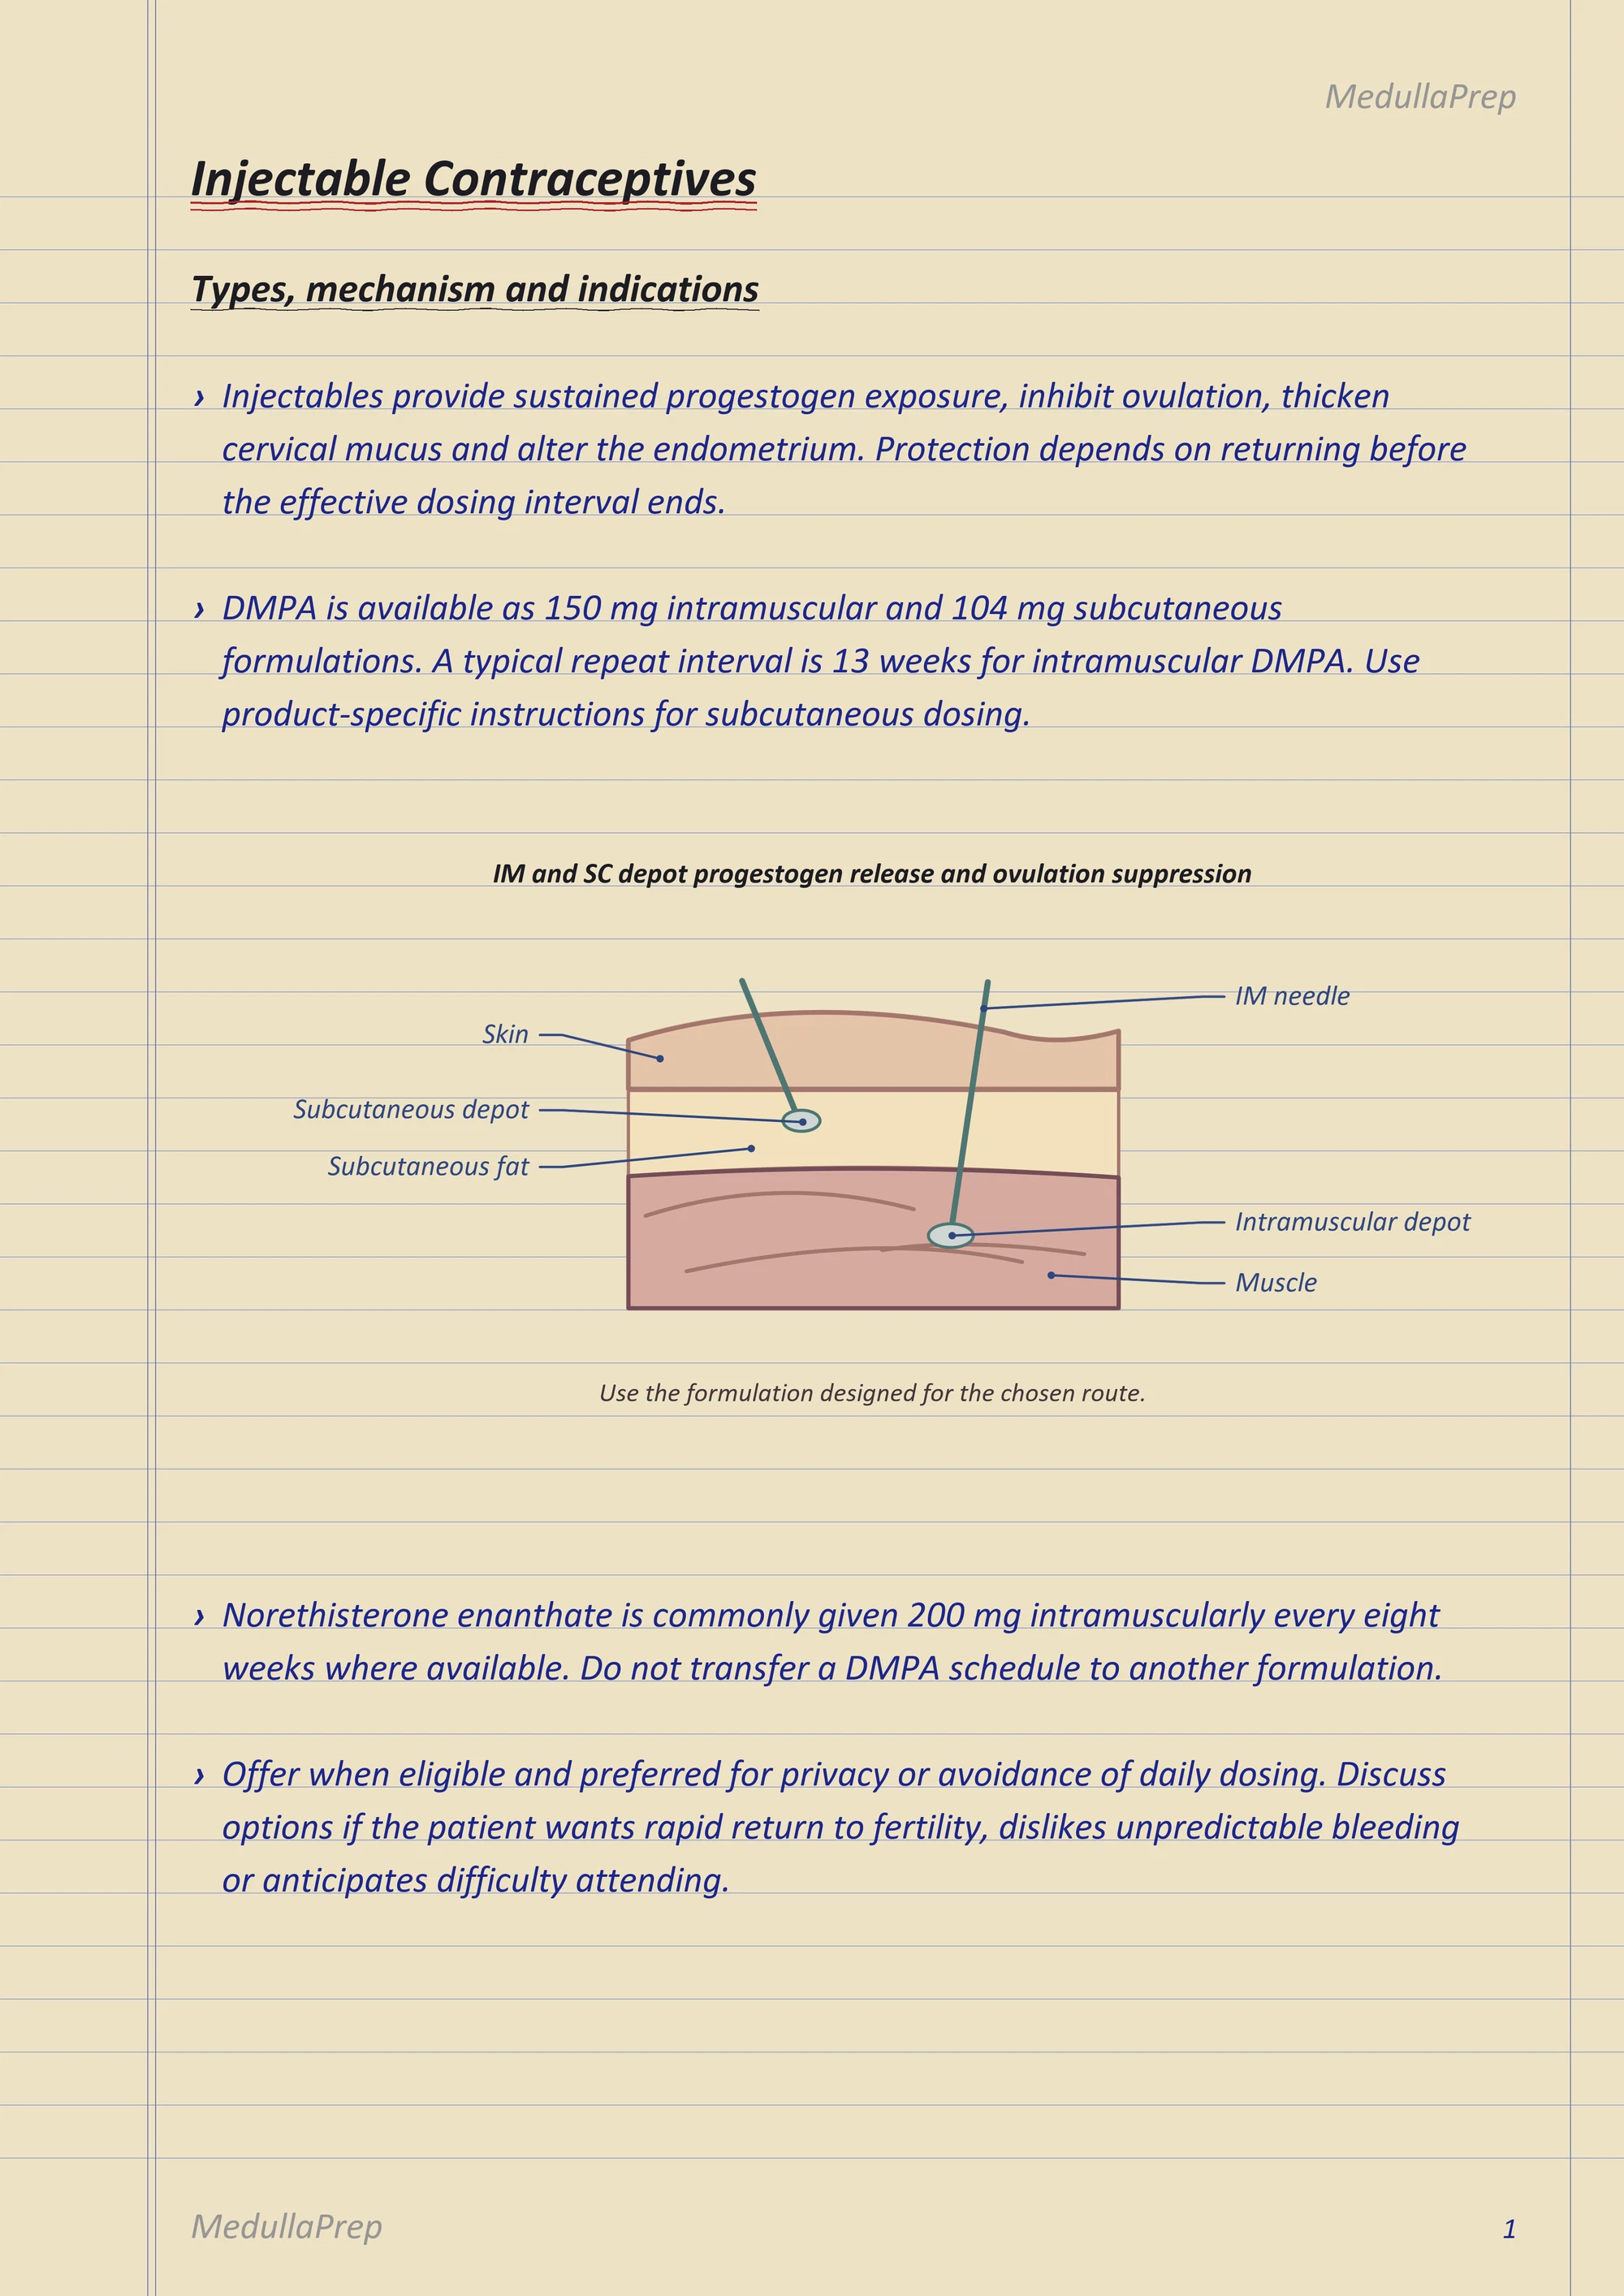 MedullaPrep
Injectable Contraceptives
Types, mechanism and indications
› Injectables provide sustained progestogen exposure, inhibit ovulation, thicken
cervical mucus and alter the endometrium. Protection depends on returning before
the effective dosing interval ends.
› DMPA is available as 150 mg intramuscular and 104 mg subcutaneous
formulations. A typical repeat interval is 13 weeks for intramuscular DMPA. Use
product-specific instructions for subcutaneous dosing.
IM and SC depot progestogen release and ovulation suppression
IM needle
Skin
Subcutaneous depot
Subcutaneous fat
Intramuscular depot
Muscle
Use the formulation designed for the chosen route.
› Norethisterone enanthate is commonly given 200 mg intramuscularly every eight
weeks where available. Do not transfer a DMPA schedule to another formulation.
› Offer when eligible and preferred for privacy or avoidance of daily dosing. Discuss
options if the patient wants rapid return to fertility, dislikes unpredictable bleeding
or anticipates difficulty attending.
MedullaPrep
1